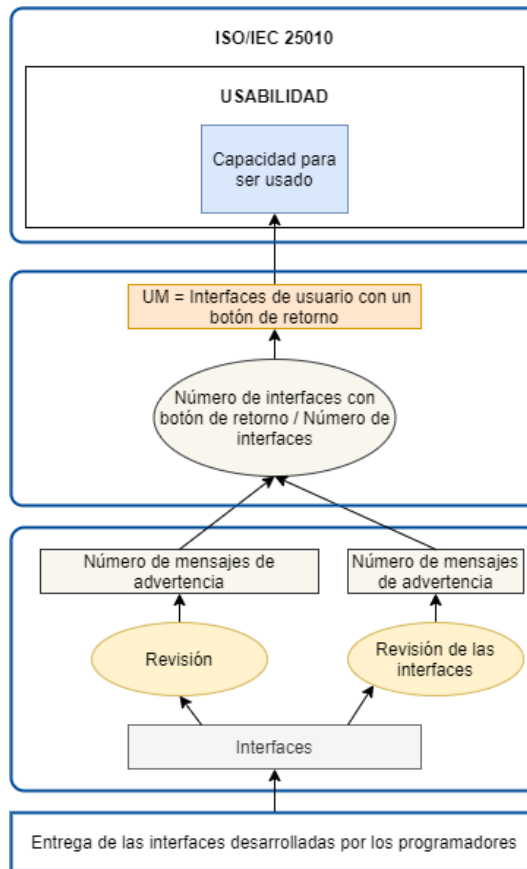 ISO/IEC 25010
USABILIDAD
Capacidad para
ser usado
UM = Interfaces de usuario con un
botón de retorno
Número de interfaces con
botón de retorno / Número de
interfaces
Número de mensajes de
advertencia
Número de mensajes
de advertencia
Revisión
Revisión de las
interfaces
Interfaces
Entrega de las interfaces desarrolladas por los programadores